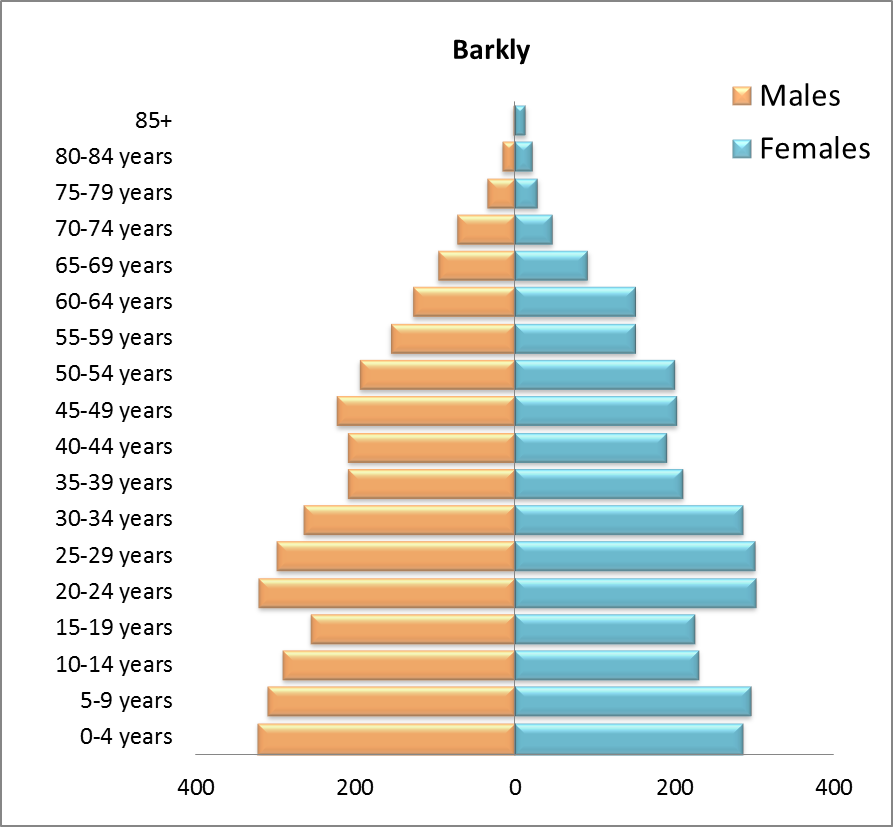 Barkly
Males
Females
85+
80-84 years
75-79 years
70-74 years
65-69 years
60-64 years
55-59 years
50-54 years
45-49 years
40-44 years
35-39 years
30-34 years
25-29 years
20-24 years
15-19 years
10-14 years
5-9 years
0-4 years
400 200 0 200 400